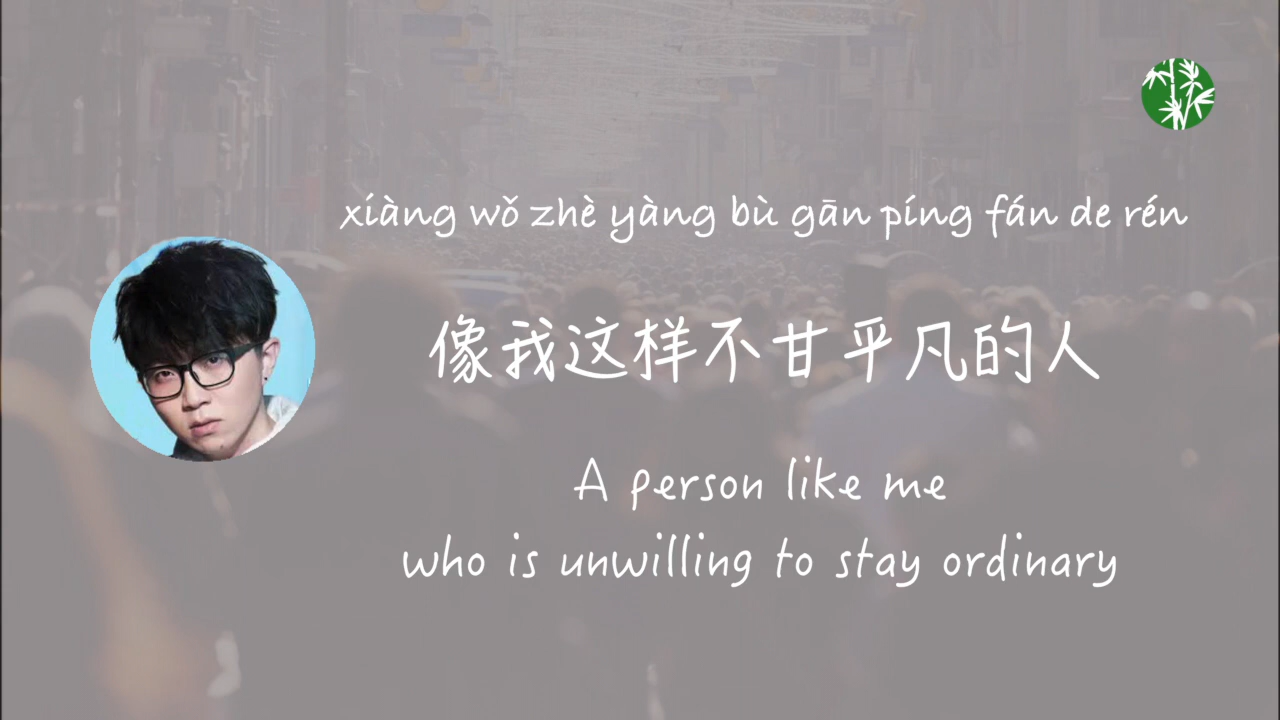 xiàng wǒ zhè yàng bù gān píng fán de rén
像我这样不甘平凡的人
A person like me
who is unwilling to stay ordinary